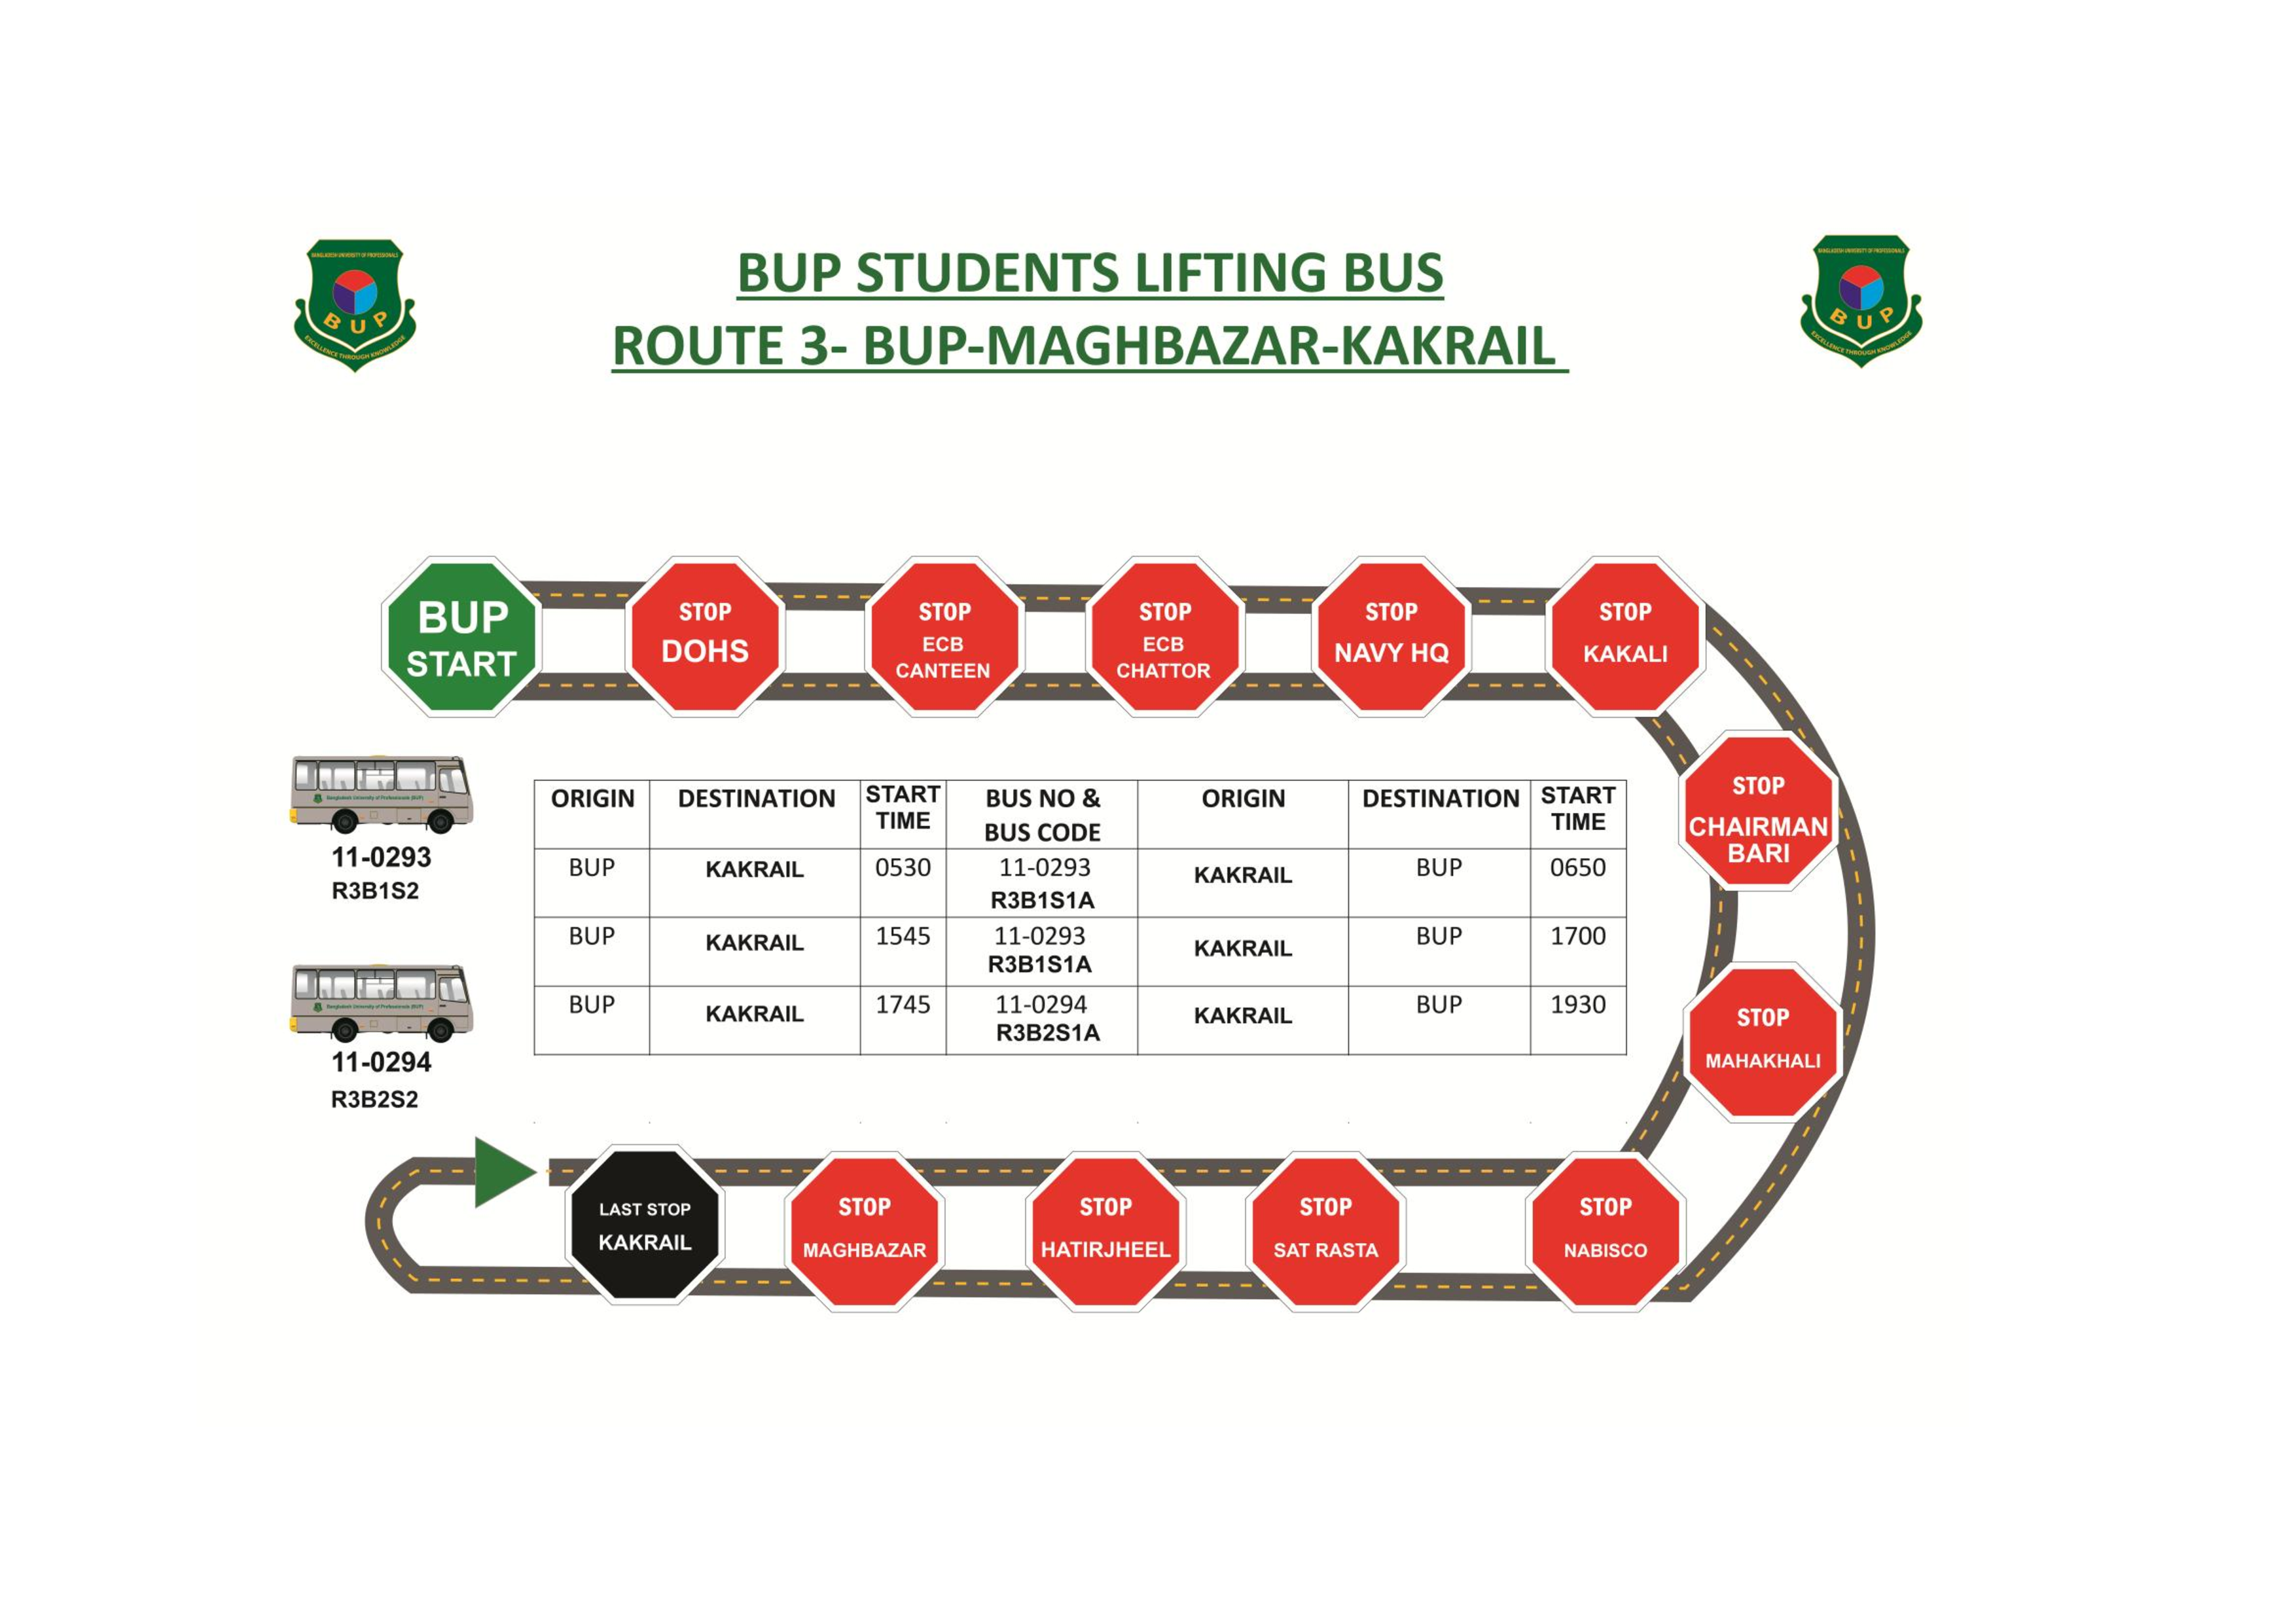 BANGLADESH UNIVERSITY OF PROFESSIONALS
BUP
EXCELLENCE THROUGH KNOWLEDGE
BUP STUDENTS LIFTING BUS
ROUTE 3- BUP-MAGHBAZAR-KAKRAIL
BANGLADESH UNIVERSITY OF PROFESSIONALS
BUP
EXCELLENCE THROUGH KNOWLEDGE
BUP
START
STOP
DOHS
STOP
ECB
CANTEEN
STOP
ECB
CHATTOR
STOP
NAVY HQ
STOP
KAKALI
STOP
CHAIRMAN
BARI
STOP
MAHAKHALI
Bangladesh University of Professionals (BUP)
11-0293
R3B1S2
Bangladesh University of Professionals (BUP)
11-0294
R3B2S2
ORIGIN DESTINATION START TIME BUS NO & BUS CODE ORIGIN DESTINATION START TIME
BUP KAKRAIL 0530 11-0293 R3B1S1A KAKRAIL BUP 0650
BUP KAKRAIL 1545 11-0293 R3B1S1A KAKRAIL BUP 1700
BUP KAKRAIL 1745 11-0294 R3B2S1A KAKRAIL BUP 1930
LAST STOP
KAKRAIL
STOP
MAGHBAZAR
STOP
HATIRJHEEL
STOP
SAT RASTA
STOP
NABISCO